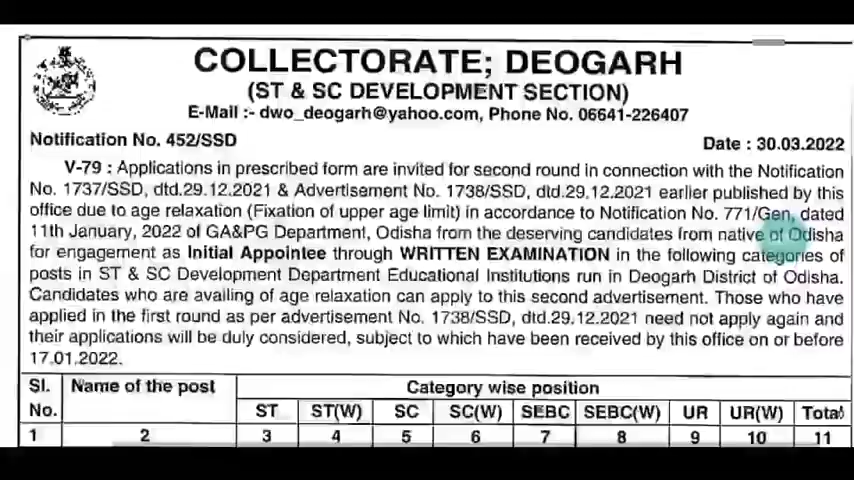 COLLECTORATE; DEOGARH
(ST & SC DEVELOPMENT SECTION)
E-Mail :- dwo_deogarh@yahoo.com, Phone No. 06641-226407
Notification No. 452/SSD Date : 30.03.2022
V-79 : Applications in prescribed form are invited for second round in connection with the Notification
No. 1737/SSD, dtd.29.12.2021 & Advertisement No. 1738/SSD, dtd.29.12.2021 earlier published by this
office due to age relaxation (Fixation of upper age limit) in accordance to Notification No. 771/Gen, dated
11th January, 2022 of GA&PG Department, Odisha from the deserving candidates from native of Odisha
for engagement as Initial Appointee through WRITTEN EXAMINATION in the following categories of
posts in ST & SC Development Department Educational Institutions run in Deogarh District of Odisha.
Candidates who are availing of age relaxation can apply to this second advertisement. Those who have
applied in the first round as per advertisement No. 1738/SSD, dtd.29.12.2021 need not apply again and
their applications will be duly considered, subject to which have been received by this office on or before
17.01.2022.
Sl. Name of the post Category wise position
No. ST ST(W) SC SC(W) SEBC SEBC(W) UR UR(W) Total
1 2 3 4 5 6 7 8 9 10 11